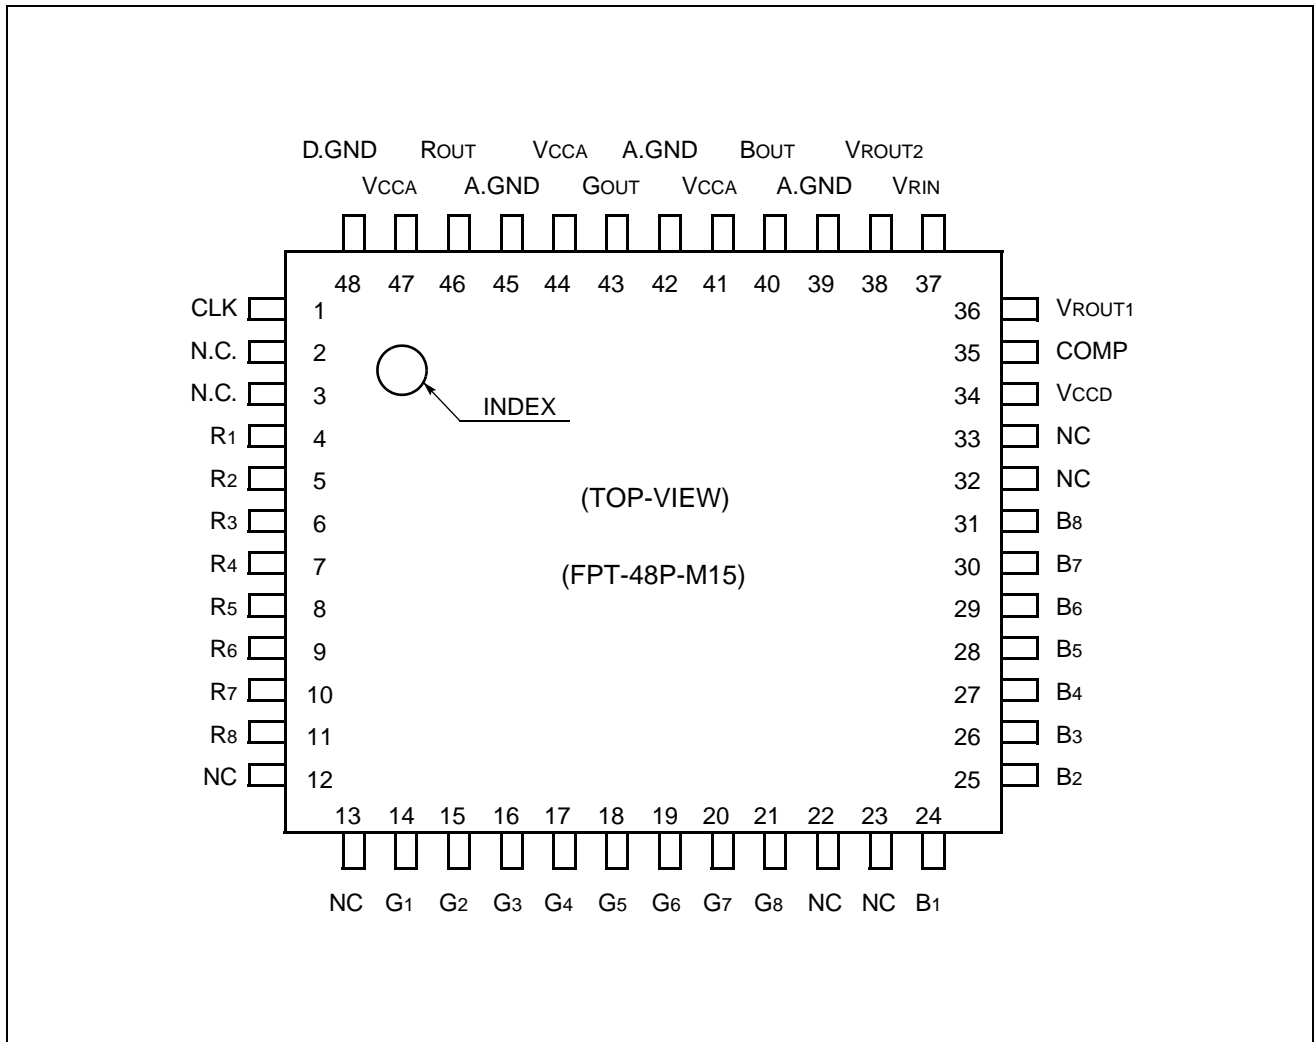 D.GND ROUT VCCA A.GND BOUT VROUT2
VCCA A.GND GOUT VCCA A.GND VRIN
48 47 46 45 44 43 42 41 40 39 38 37
CLK 1 36 VROUT1
N.C. 2 35 COMP
N.C. 3 34 VCCD
INDEX
R1 4 33 NC
R2 5 32 NC
(TOP-VIEW)
R3 6 31 B8
R4 7 30 B7
(FPT-48P-M15)
R5 8 29 B6
R6 9 28 B5
R7 10 27 B4
R8 11 26 B3
NC 12 25 B2
13 14 15 16 17 18 19 20 21 22 23 24
NC G1 G2 G3 G4 G5 G6 G7 G8 NC NC B1